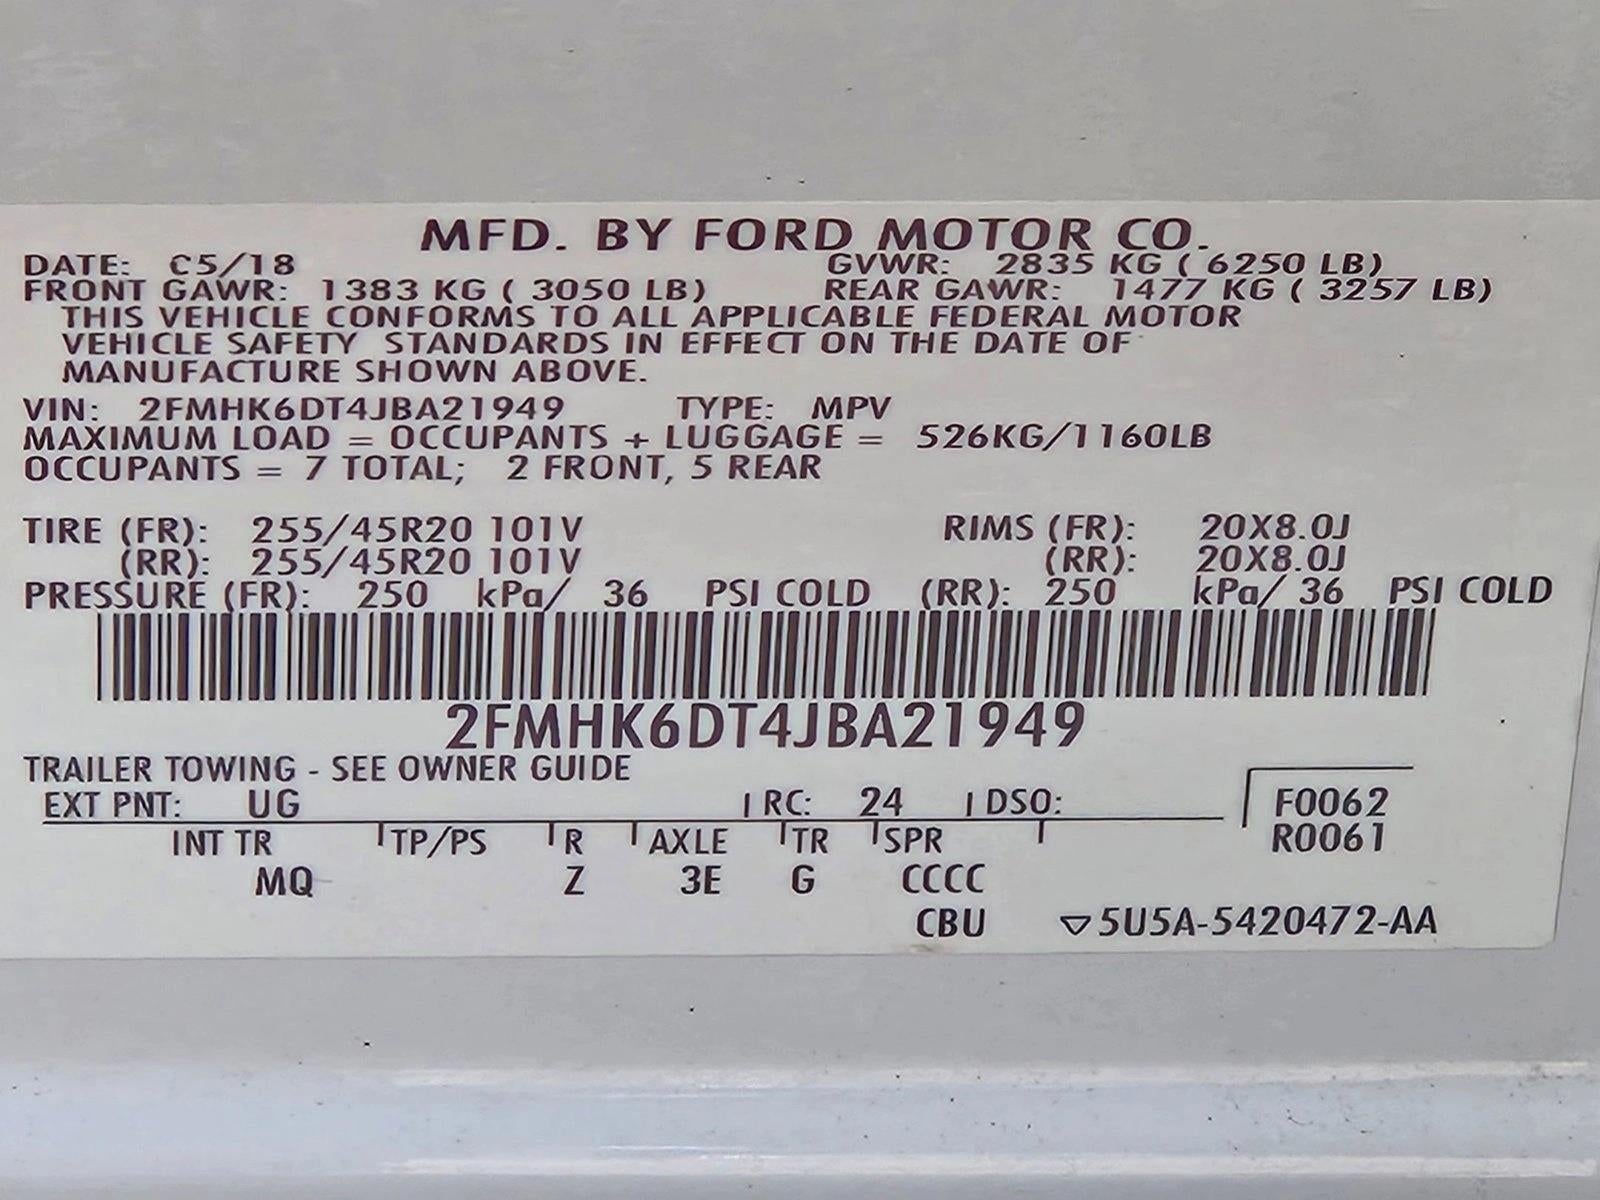 MFD. BY FORD MOTOR CO.
DATE: C5/18 GVWR: 2835 KG ( 6250 LB)
FRONT GAWR: 1383 KG ( 3050 LB) REAR GAWR: 1477 KG ( 3257 LB)
THIS VEHICLE CONFORMS TO ALL APPLICABLE FEDERAL MOTOR
VEHICLE SAFETY STANDARDS IN EFFECT ON THE DATE OF
MANUFACTURE SHOWN ABOVE.
VIN: 2FMHK6DT4JBA21949 TYPE: MPV
MAXIMUM LOAD = OCCUPANTS + LUGGAGE = 526KG/1160LB
OCCUPANTS = 7 TOTAL; 2 FRONT, 5 REAR
TIRE (FR): 255/45R20 101V RIMS (FR): 20X8.0J
(RR): 255/45R20 101V (RR): 20X8.0J
PRESSURE (FR): 250 kPa/ 36 PSI COLD (RR): 250 kPa/ 36 PSI COLD
2FMHK6DT4JBA21949
TRAILER TOWING - SEE OWNER GUIDE
EXT PNT: UG RC: 24 DSO: F0062
INT TR TP/PS R AXLE TR SPR R0061
MQ Z 3E G CCCC
CBU ▽5U5A-5420472-AA